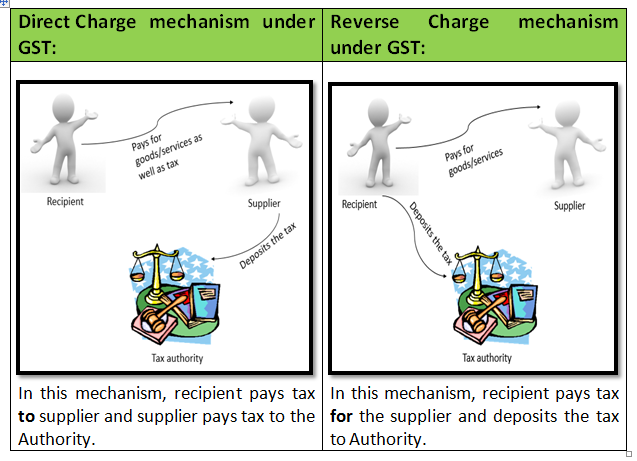 Direct Charge mechanism under
GST:
Reverse Charge mechanism
under GST:
Pays for
goods/services as
well as tax
Recipient
Supplier
Deposits the tax
Tax authority
Pays for
goods/services
Recipient
Supplier
Deposits the tax
Tax authority
In this mechanism, recipient pays tax
to supplier and supplier pays tax to the
Authority.
In this mechanism, recipient pays tax
for the supplier and deposits the tax
to Authority.